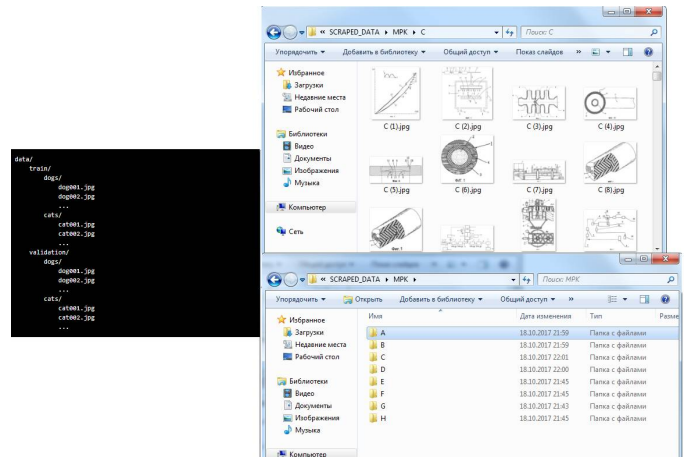 data/
train/
dogs/
dog001.jpg
dog002.jpg
...
cats/
cat001.jpg
cat002.jpg
...
validation/
dogs/
dog001.jpg
dog002.jpg
...
cats/
cat001.jpg
cat002.jpg
...
« SCRAPED_DATA ▸ MPK ▸ C
Поиск: C
Упорядочить ▾ Добавить в библиотеку ▾ Общий доступ ▾ Показ слайдов »
Избранное
Загрузки
Недавние места
Рабочий стол
Библиотеки
Видео
Документы
Изображения
Музыка
Компьютер
Сеть
C (1).jpg C (2).jpg C (3).jpg C (4).jpg
C (5).jpg C (6).jpg C (7).jpg C (8).jpg
« SCRAPED_DATA ▸ MPK ▸
Поиск: MPK
Упорядочить ▾ Открыть Добавить в библиотеку ▾ Общий доступ ▾ »
Избранное
Загрузки
Недавние места
Рабочий стол
Библиотеки
Видео
Документы
Изображения
Музыка
Компьютер
Имя Дата изменения Тип Разме
A 18.10.2017 21:59 Папка с файлами
B 18.10.2017 21:59 Папка с файлами
C 18.10.2017 22:01 Папка с файлами
D 18.10.2017 22:00 Папка с файлами
E 18.10.2017 21:45 Папка с файлами
F 18.10.2017 21:45 Папка с файлами
G 18.10.2017 21:43 Папка с файлами
H 18.10.2017 21:45 Папка с файлами